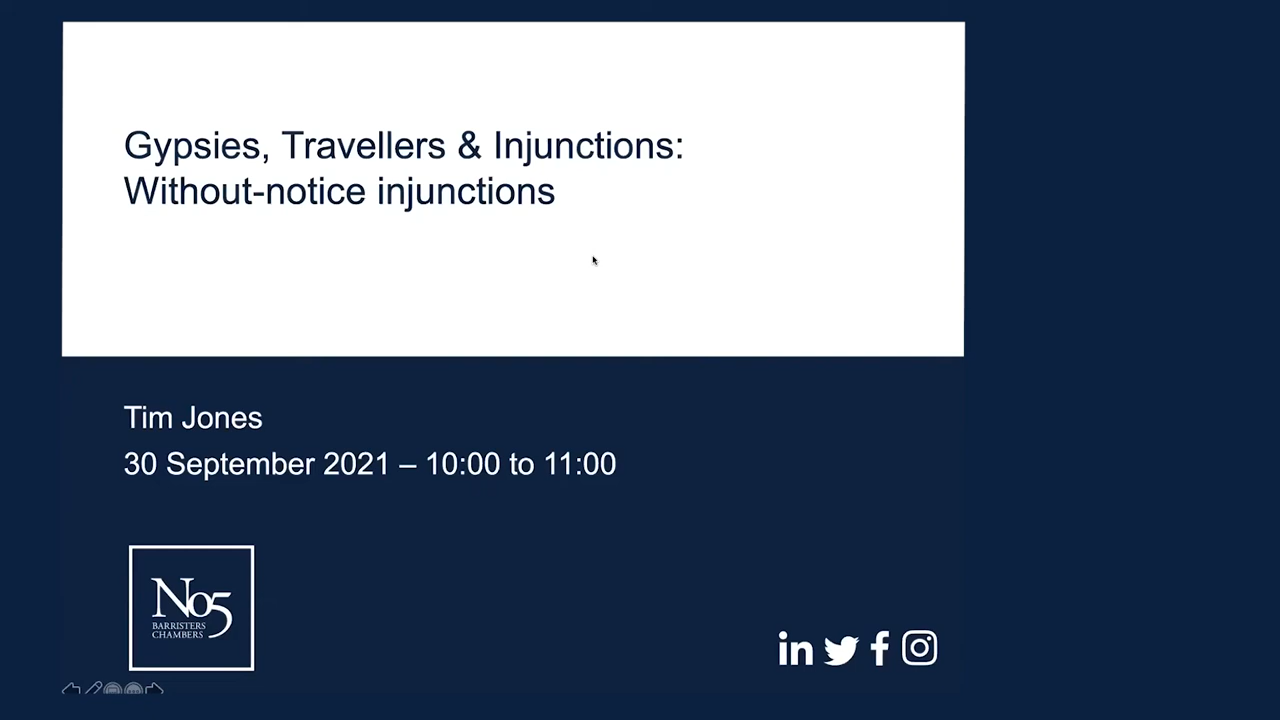 Gypsies, Travellers & Injunctions:
Without-notice injunctions
Tim Jones
30 September 2021 – 10:00 to 11:00
No5
BARRISTERS
CHAMBERS
in